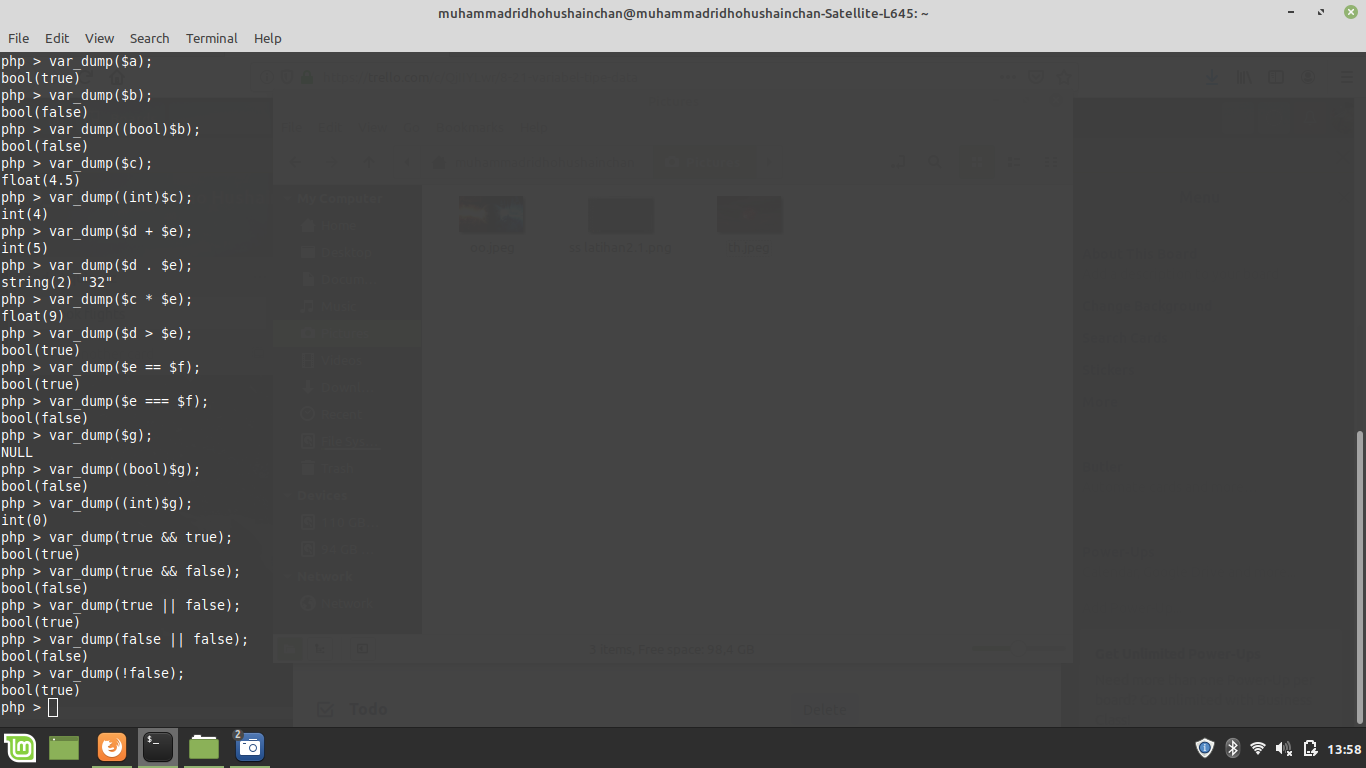 muhammadridhohushainchan@muhammadridhohushainchan-Satellite-L645: ~
File Edit View Search Terminal Help
php > var_dump($a);
bool(true)
php > var_dump($b);
bool(false)
php > var_dump((bool)$b);
bool(false)
php > var_dump($c);
float(4.5)
php > var_dump((int)$c);
int(4)
php > var_dump($d + $e);
int(5)
php > var_dump($d . $e);
string(2) "32"
php > var_dump($c * $e);
float(9)
php > var_dump($d > $e);
bool(true)
php > var_dump($e == $f);
bool(true)
php > var_dump($e === $f);
bool(false)
php > var_dump($g);
NULL
php > var_dump((bool)$g);
bool(false)
php > var_dump((int)$g);
int(0)
php > var_dump(true && true);
bool(true)
php > var_dump(true && false);
bool(false)
php > var_dump(true || false);
bool(true)
php > var_dump(false || false);
bool(false)
php > var_dump(!false);
bool(true)
php >
Todo
Delete
2
13:58